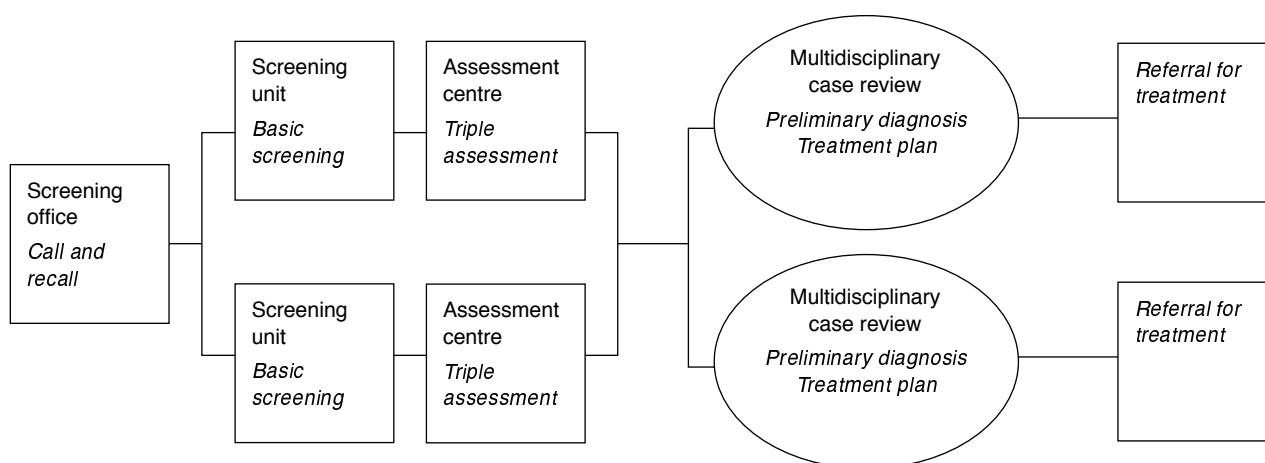 Screening
office
Call and
recall
Screening
unit
Basic
screening
Assessment
centre
Triple
assessment
Multidisciplinary
case review
Preliminary diagnosis
Treatment plan
Referral for
treatment
Screening
unit
Basic
screening
Assessment
centre
Triple
assessment
Multidisciplinary
case review
Preliminary diagnosis
Treatment plan
Referral for
treatment